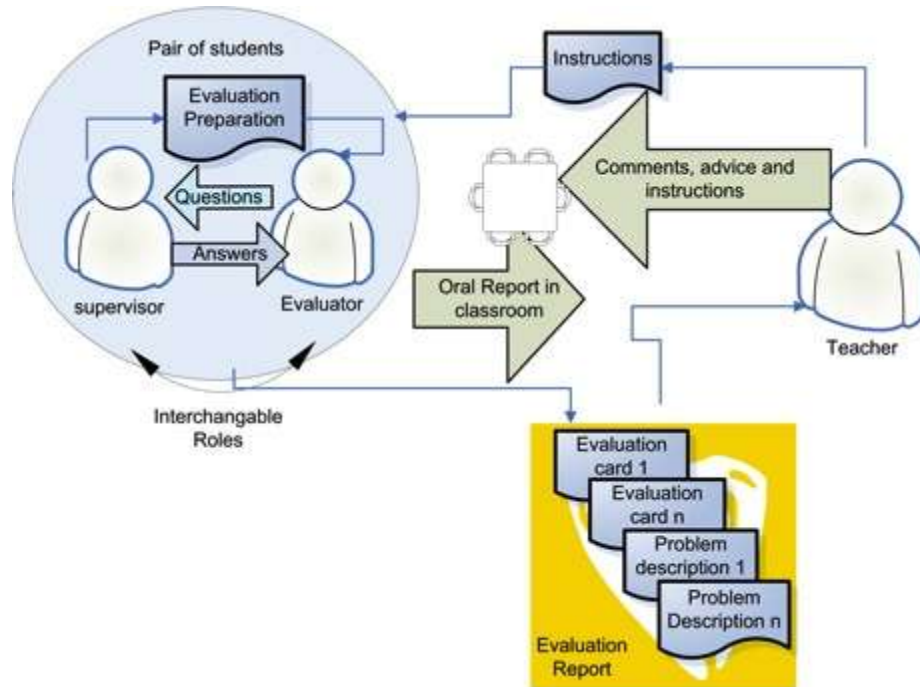 Pair of students
Evaluation
Preparation
Questions
Answers
supervisor
Evaluator
Interchangable
Roles
Instructions
Comments, advice and
instructions
Oral Report in
classroom
Teacher
Evaluation
card 1
Evaluation
card n
Problem
description 1
Problem
Description n
Evaluation
Report